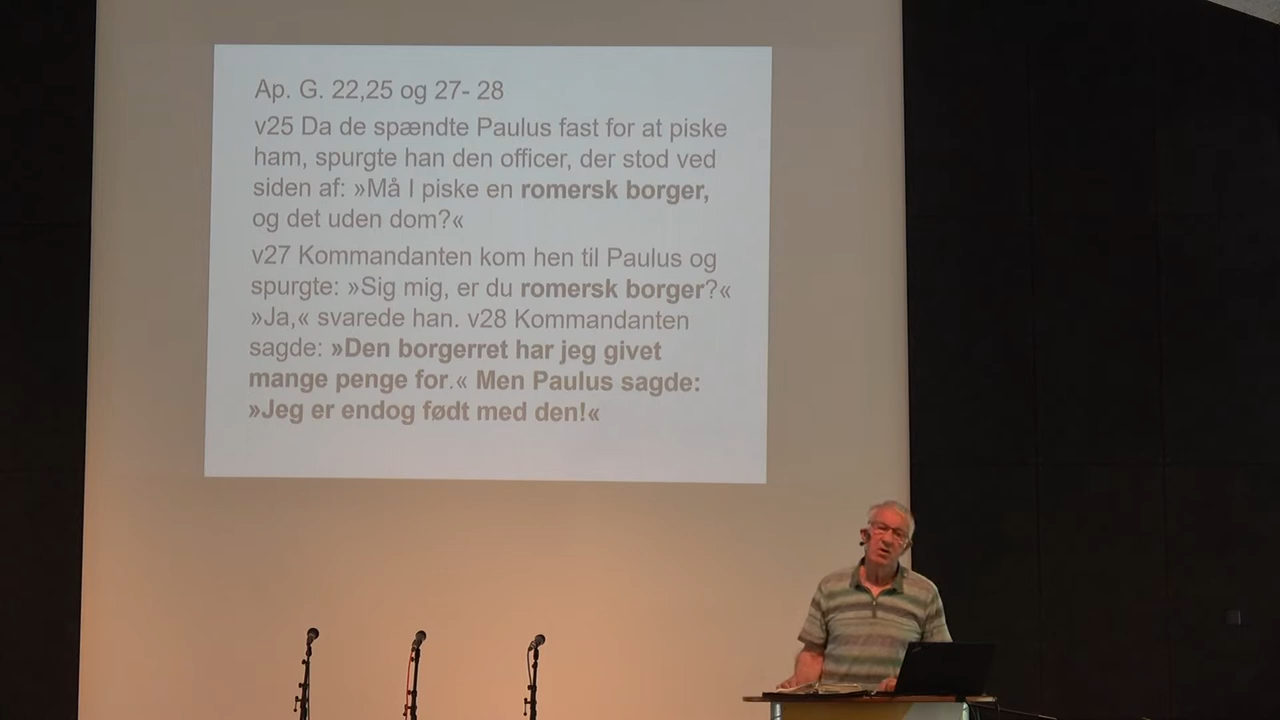 Ap. G. 22,25 og 27- 28
v25 Da de spændte Paulus fast for at piske
ham, spurgte han den officer, der stod ved
siden af: »Må I piske en romersk borger,
og det uden dom?«
v27 Kommandanten kom hen til Paulus og
spurgte: »Sig mig, er du romersk borger?«
»Ja,« svarede han. v28 Kommandanten
sagde: »Den borgerret har jeg givet
mange penge for.« Men Paulus sagde:
»Jeg er endog født med den!«